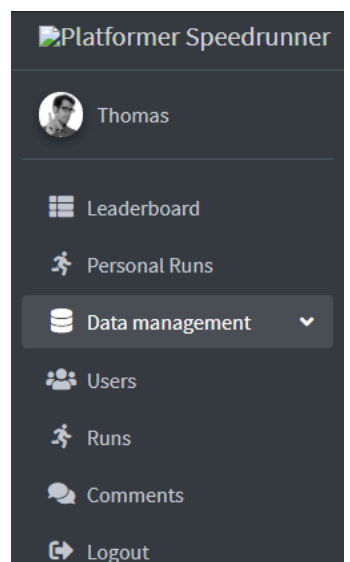 Platformer Speedrunner
Thomas
Leaderboard
Personal Runs
Data management
Users
Runs
Comments
Logout